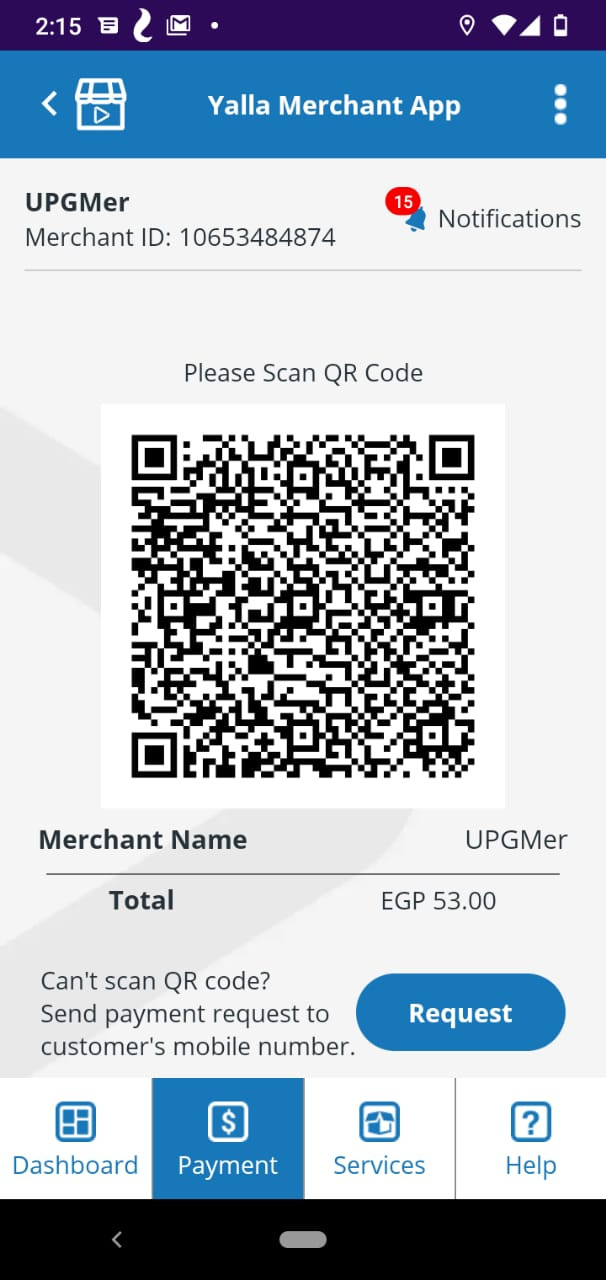 2:15
Yalla Merchant App
UPGMer
Merchant ID: 10653484874
15
Notifications
Please Scan QR Code
Merchant Name UPGMer
Total EGP 53.00
Can't scan QR code?
Send payment request to
customer's mobile number.
Request
Dashboard Payment Services Help